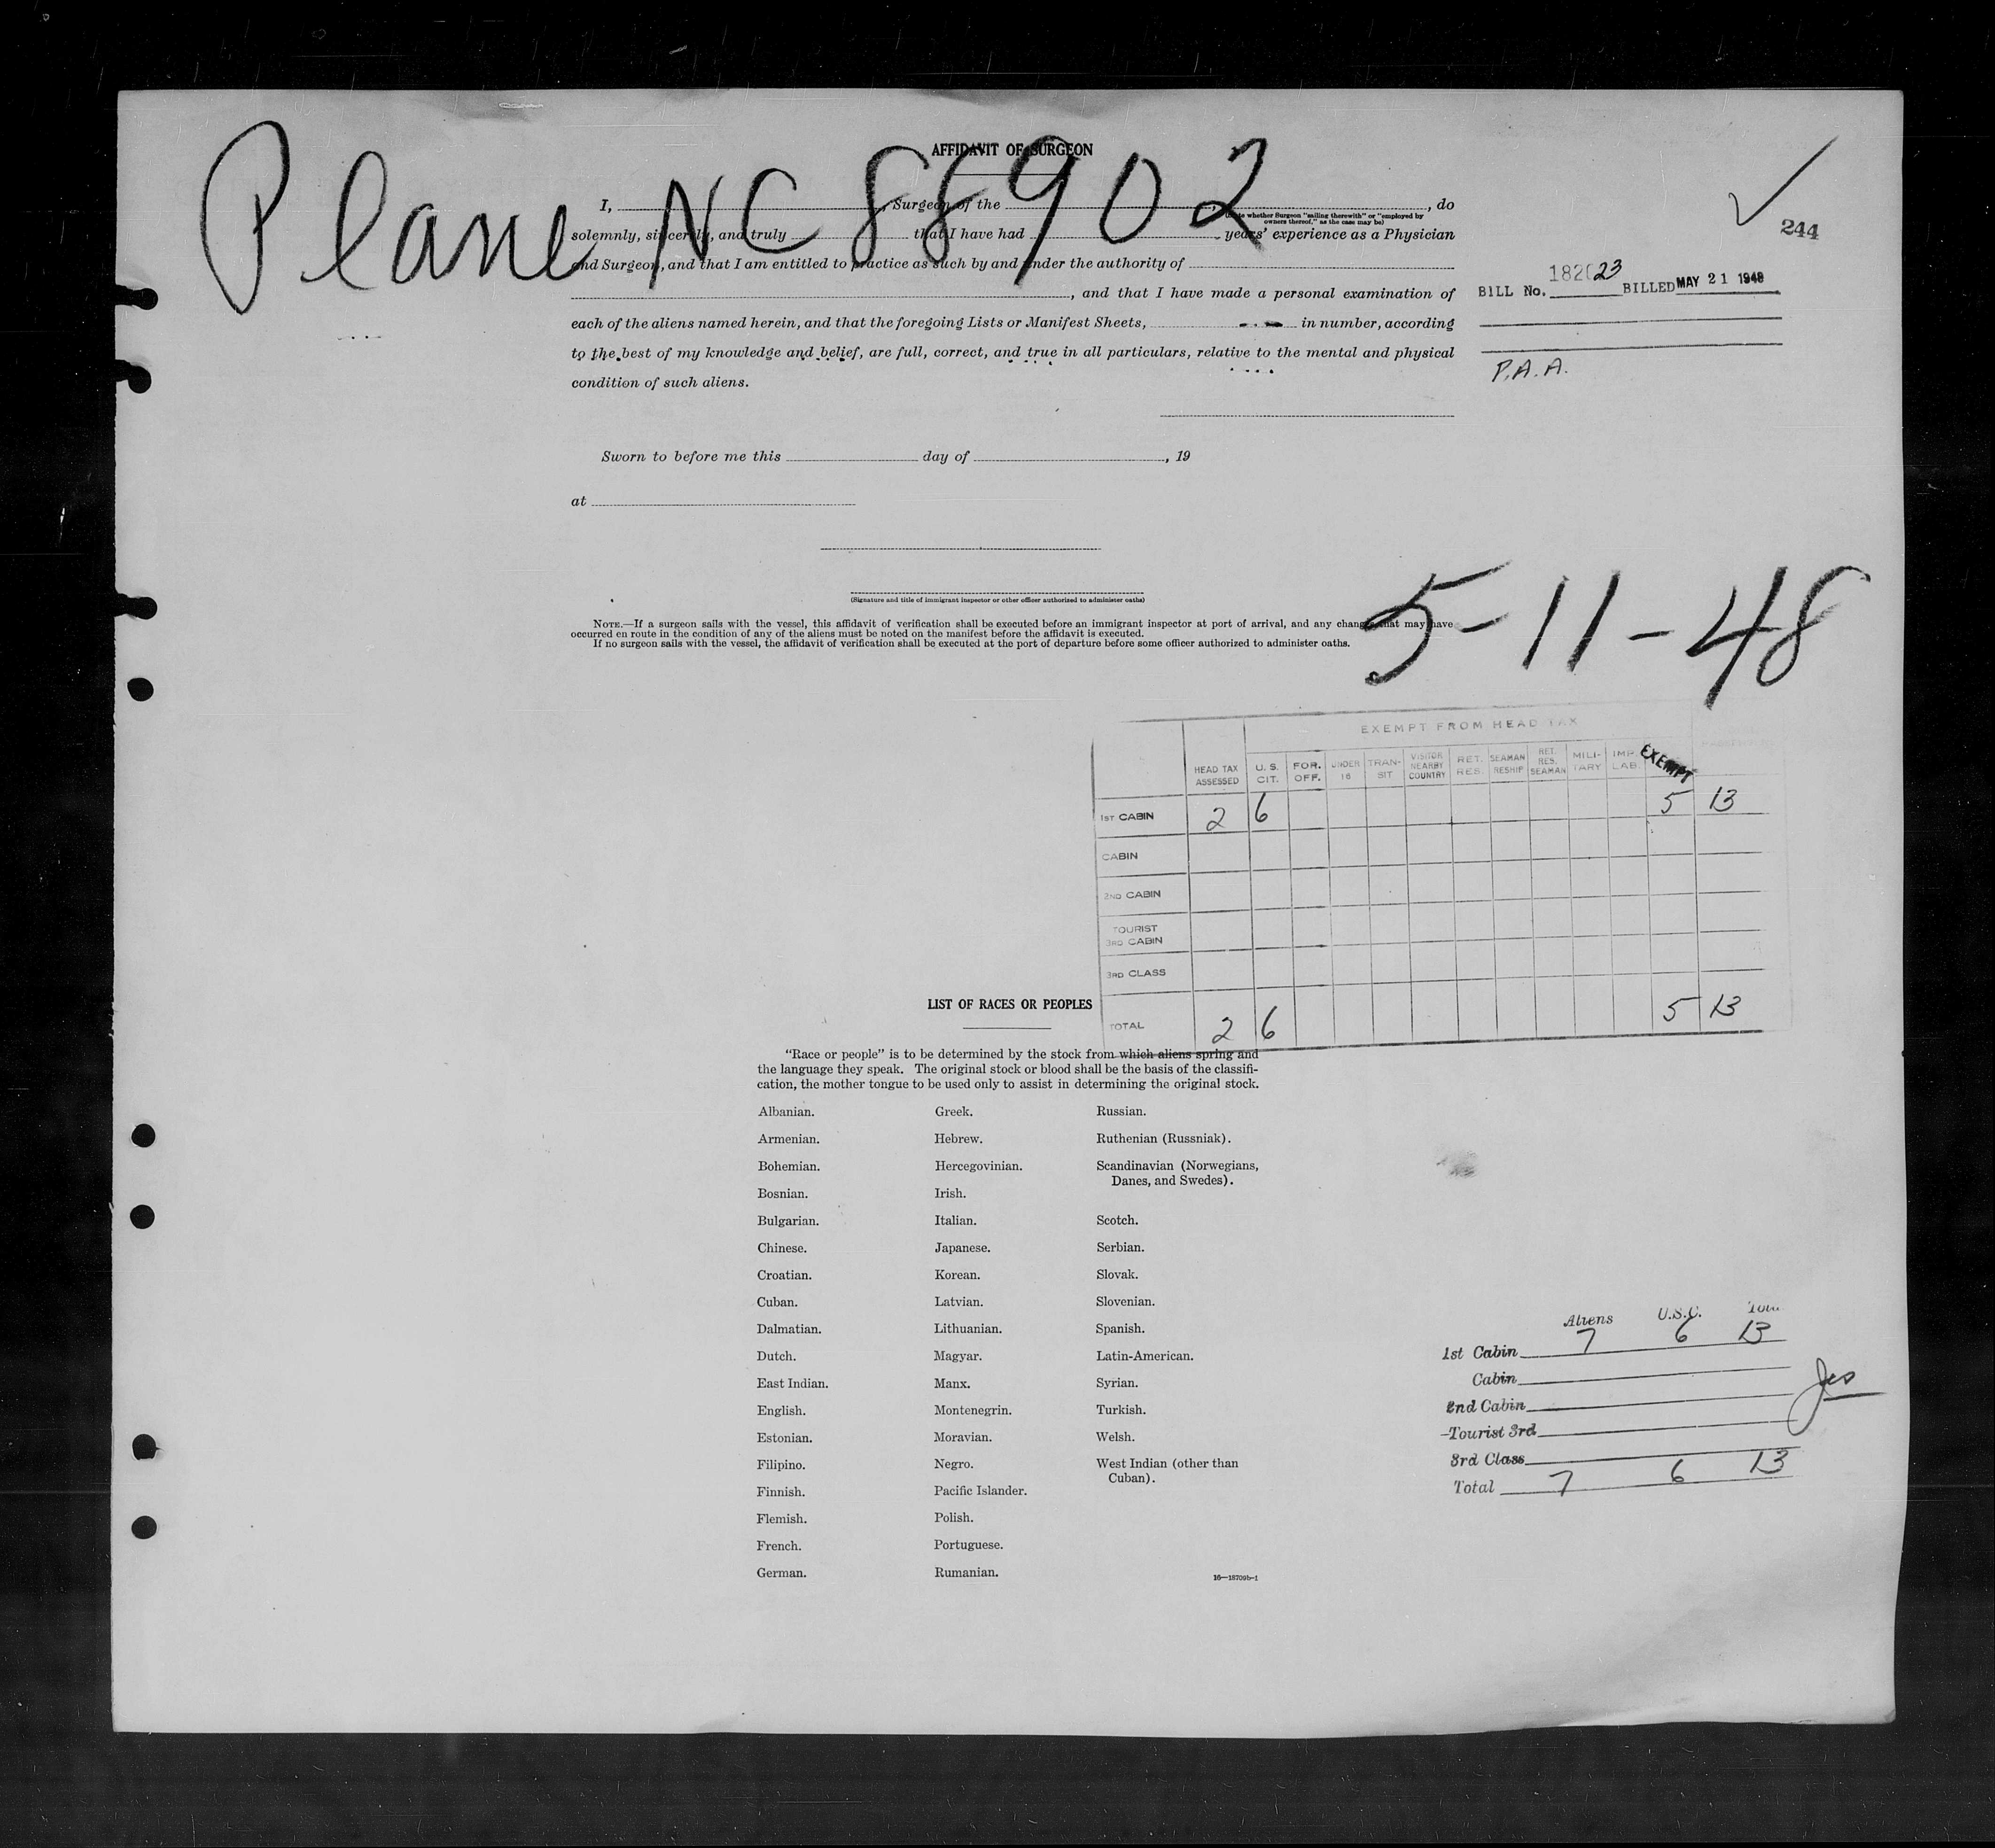 Plane NC 88902
AFFIDAVIT OF SURGEON
244
I, , Surgeon of the , , do
whether Surgeon "sailing therewith" or "employed by
owners thereof," as the case may be)
solemnly, sincerely, and truly that I have had years' experience as a Physician
and Surgeon, and that I am entitled to practice as such by and under the authority of
, and that I have made a personal examination of
each of the aliens named herein, and that the foregoing Lists or Manifest Sheets, in number, according
to the best of my knowledge and belief, are full, correct, and true in all particulars, relative to the mental and physical
condition of such aliens.
BILL No. 182023 BILLED MAY 21 1948
P.A.A.
Sworn to before me this day of , 19
at
(Signature and title of immigrant inspector or other officer authorized to administer oaths)
5-11-48
NOTE.—If a surgeon sails with the vessel, this affidavit of verification shall be executed before an immigrant inspector at port of arrival, and any changes that may have
occurred en route in the condition of any of the aliens must be noted on the manifest before the affidavit is executed.
If no surgeon sails with the vessel, the affidavit of verification shall be executed at the port of departure before some officer authorized to administer oaths.
EXEMPT FROM HEAD TAX
HEAD TAX ASSESSED U. S. CIT. FOR. OFF. UNDER 16 TRANSIT VISITOR NEARBY COUNTRY RET. RES. SEAMAN RESHIP RET. RES. SEAMAN MILITARY IMP. LAB. EXEMPT
1ST CABIN 2 6 5 13
CABIN
2ND CABIN
TOURIST
3RD CABIN
3RD CLASS
TOTAL 2 6 5 13
LIST OF RACES OR PEOPLES
"Race or people" is to be determined by the stock from which aliens spring and
the language they speak. The original stock or blood shall be the basis of the classifi-
cation, the mother tongue to be used only to assist in determining the original stock.
Albanian.
Armenian.
Bohemian.
Bosnian.
Bulgarian.
Chinese.
Croatian.
Cuban.
Dalmatian.
Dutch.
East Indian.
English.
Estonian.
Filipino.
Finnish.
Flemish.
French.
German.
Greek.
Hebrew.
Hercegovinian.
Irish.
Italian.
Japanese.
Korean.
Latvian.
Lithuanian.
Magyar.
Manx.
Montenegrin.
Moravian.
Negro.
Pacific Islander.
Polish.
Portuguese.
Rumanian.
Russian.
Ruthenian (Russniak).
Scandinavian (Norwegians,
Danes, and Swedes).
Scotch.
Serbian.
Slovak.
Slovenian.
Spanish.
Latin-American.
Syrian.
Turkish.
Welsh.
West Indian (other than
Cuban).
16—18709b-1
Aliens U.S.C.
1st Cabin 7 6 13
Cabin
2nd Cabin
Tourist 3rd
3rd Class
Total 7 6 13